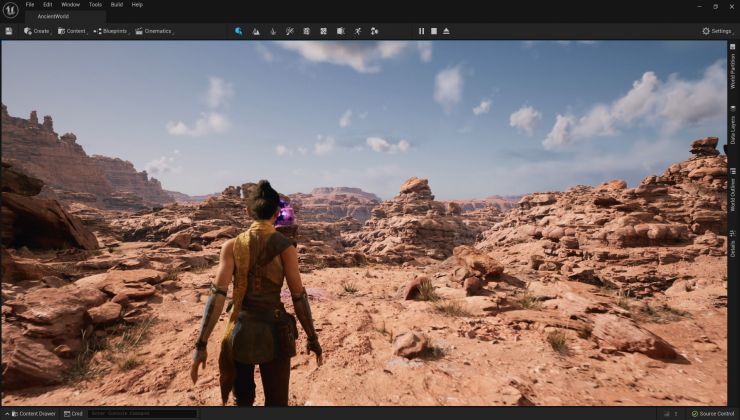 File Edit Window Tools Build Help
AncientWorld
Create Content Blueprints Cinematics Settings
World Partition
Data Layers
World Outliner
Details
Content Drawer Cmd Enter Console Command Source Control